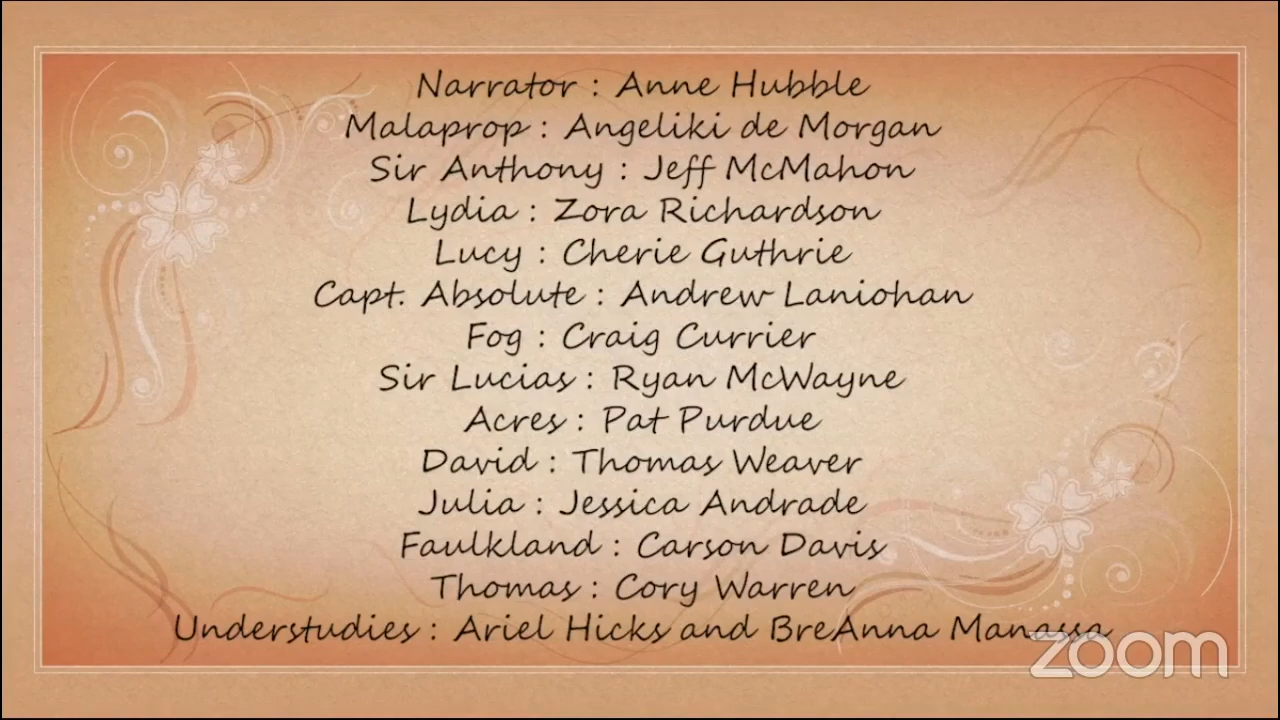 Narrator : Anne Hubble
Malaprop : Angeliki de Morgan
Sir Anthony : Jeff McMahon
Lydia : Zora Richardson
Lucy : Cherie Guthrie
Capt. Absolute : Andrew Laniohan
Fog : Craig Currier
Sir Lucias : Ryan McWayne
Acres : Pat Purdue
David : Thomas Weaver
Julia : Jessica Andrade
Faulkland : Carson Davis
Thomas : Cory Warren
Understudies : Ariel Hicks and BreAnna Manassa
zoom